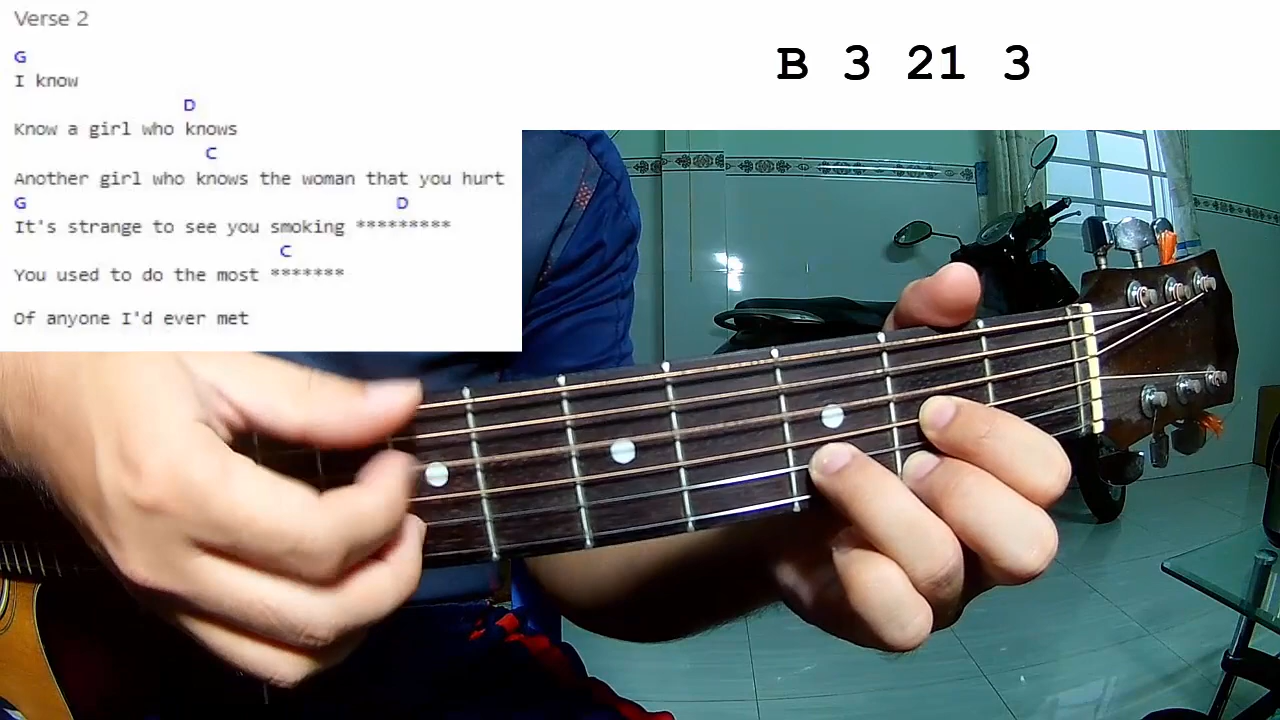 Verse 2
G
I know
D
Know a girl who knows
C
Another girl who knows the woman that you hurt
G D
It's strange to see you smoking *********
C
You used to do the most *******
Of anyone I'd ever met
B 3 21 3